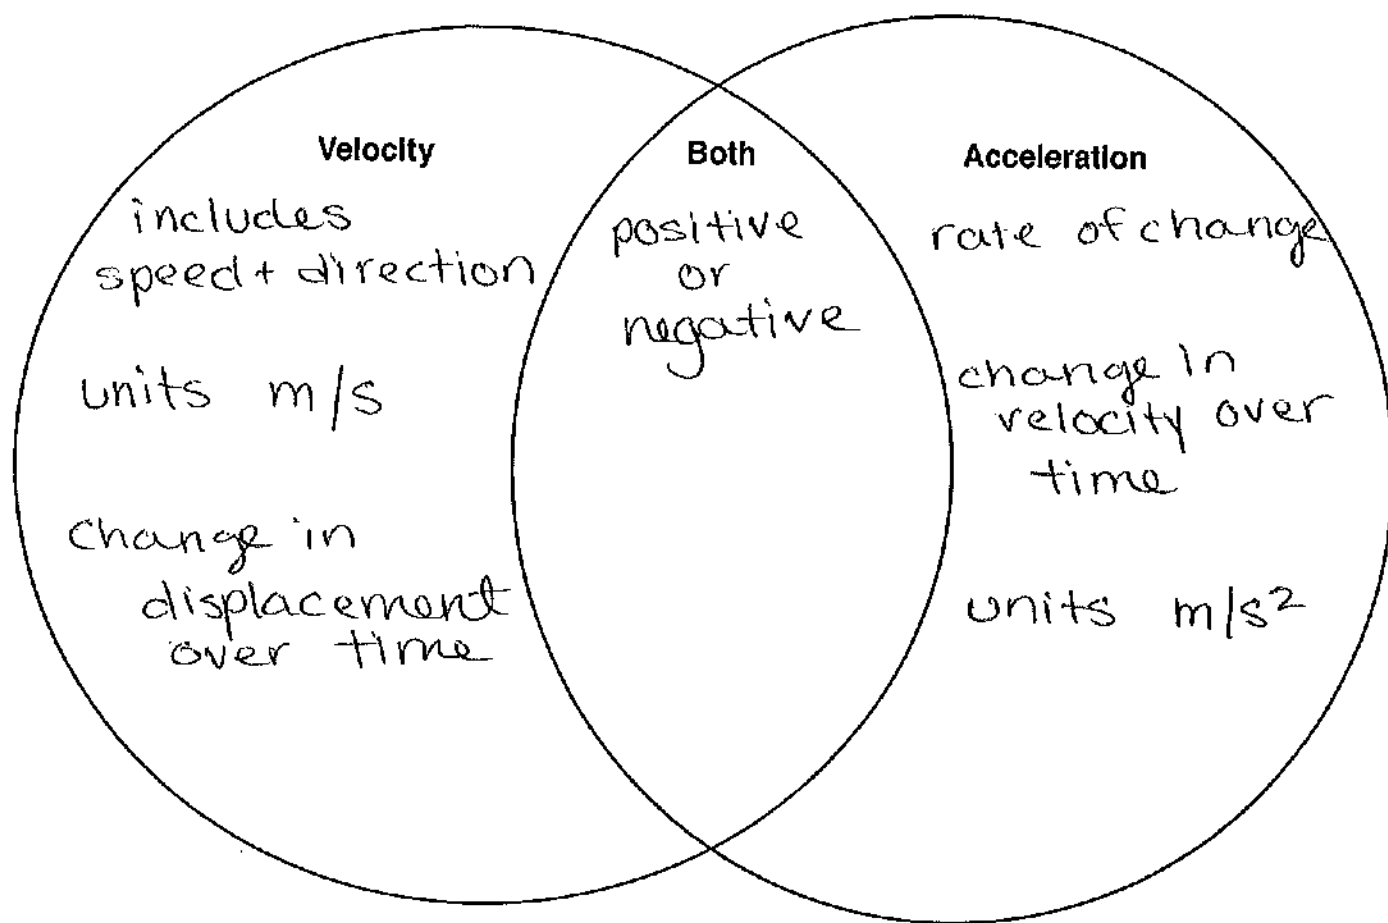 Velocity
includes
speed + direction
units m/s
change in
displacement
over time
Both
positive
or
negative
Acceleration
rate of change
change in
velocity over
time
units m/s²